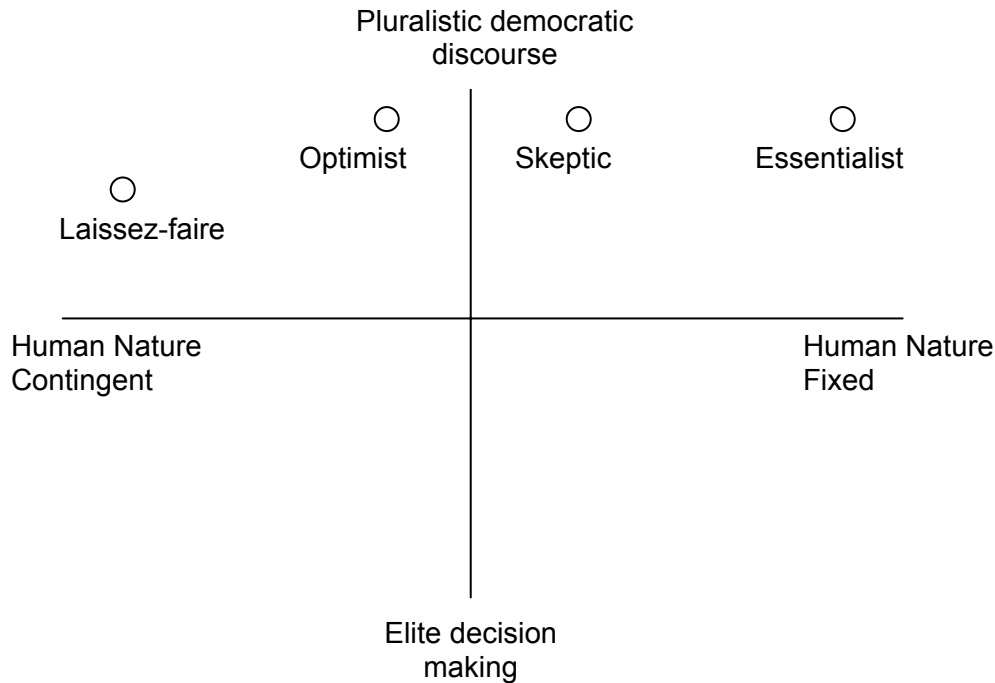 Pluralistic democratic
discourse
Optimist
Skeptic
Essentialist
Laissez-faire
Human Nature
Contingent
Human Nature
Fixed
Elite decision
making